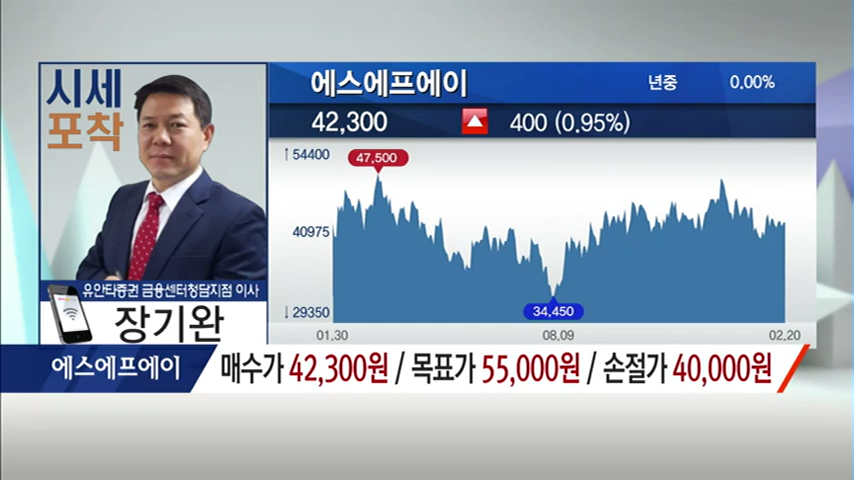 시세
포착
유안타증권 금융센터청담지점 이사
장기완
에스에프에이 년중 0.00%
42,300 ▲ 400 (0.95%)
↑54400
47,500
40975
34,450
↓29350
01.30 08.09 02.20
에스에프에이 매수가 42,300원 / 목표가 55,000원 / 손절가 40,000원